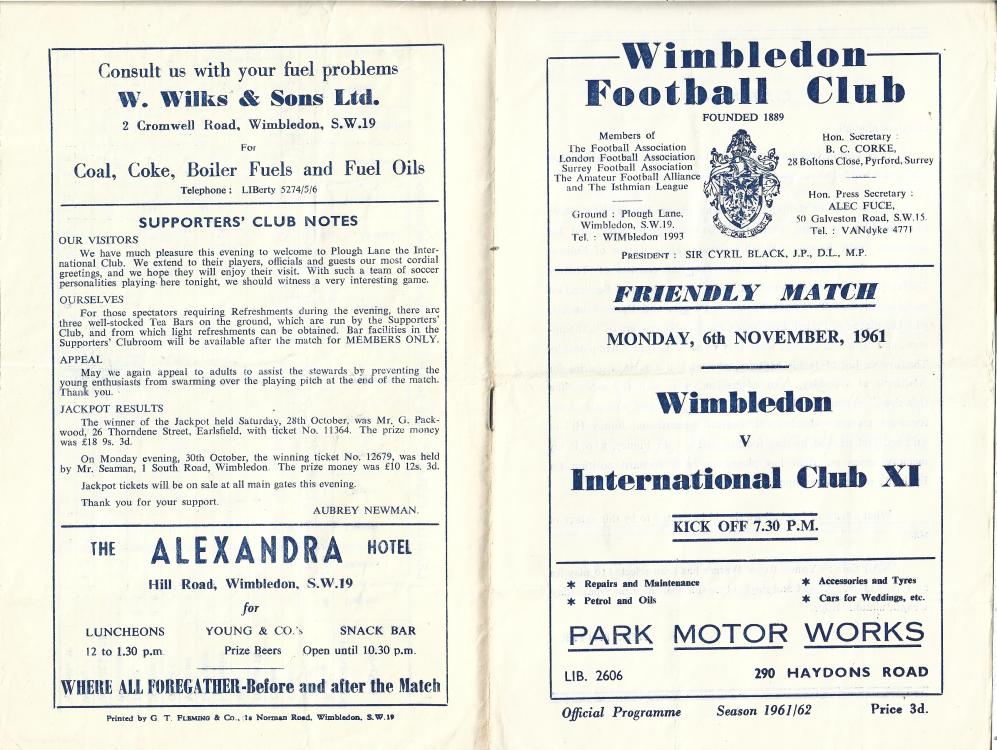 Consult us with your fuel problems
W. Wilks & Sons Ltd.
2 Cromwell Road, Wimbledon, S.W.19
For
Coal, Coke, Boiler Fuels and Fuel Oils
Telephone : LIBerty 5274/5/6
SUPPORTERS' CLUB NOTES
OUR VISITORS
We have much pleasure this evening to welcome to Plough Lane the Inter-
national Club. We extend to their players, officials and guests our most cordial
greetings, and we hope they will enjoy their visit. With such a team of soccer
personalities playing here tonight, we should witness a very interesting game.
OURSELVES
For those spectators requiring Refreshments during the evening, there are
three well-stocked Tea Bars on the ground, which are run by the Supporters'
Club, and from which light refreshments can be obtained. Bar facilities in the
Supporters' Clubroom will be available after the match for MEMBERS ONLY.
APPEAL
May we again appeal to adults to assist the stewards by preventing the
young enthusiasts from swarming over the playing pitch at the end of the match.
Thank you.
JACKPOT RESULTS
The winner of the Jackpot held Saturday, 28th October, was Mr. G. Pack-
wood, 26 Thorndene Street, Earlsfield, with ticket No. 11364. The prize money
was £18 9s. 3d.
On Monday evening, 30th October, the winning ticket No. 12679, was held
by Mr. Seaman, 1 South Road, Wimbledon. The prize money was £10 12s. 3d.
Jackpot tickets will be on sale at all main gates this evening.
Thank you for your support.
AUBREY NEWMAN.
THE ALEXANDRA HOTEL
Hill Road, Wimbledon, S.W.19
for
LUNCHEONS YOUNG & CO.'s SNACK BAR
12 to 1.30 p.m. Prize Beers Open until 10.30 p.m.
WHERE ALL FOREGATHER-Before and after the Match
Printed by G. T. FLEMING & Co., 1a Norman Road, Wimbledon, S.W.19
Wimbledon
Football Club
FOUNDED 1889
Members of
The Football Association
London Football Association
Surrey Football Association
The Amateur Football Alliance
and The Isthmian League
Ground : Plough Lane,
Wimbledon, S.W.19.
Tel. : WIMbledon 1993
Hon. Secretary :
B. C. CORKE,
28 Boltons Close, Pyrford, Surrey
Hon. Press Secretary :
ALEC FUCE,
50 Galveston Road, S.W.15.
Tel. : VANdyke 4771
PRESIDENT : SIR CYRIL BLACK, J.P., D.L., M.P.
FRIENDLY MATCH
MONDAY, 6th NOVEMBER, 1961
Wimbledon
V
International Club XI
KICK OFF 7.30 P.M.
* Repairs and Maintenance * Accessories and Tyres
* Petrol and Oils * Cars for Weddings, etc.
PARK MOTOR WORKS
LIB. 2606 290 HAYDONS ROAD
Official Programme Season 1961/62 Price 3d.